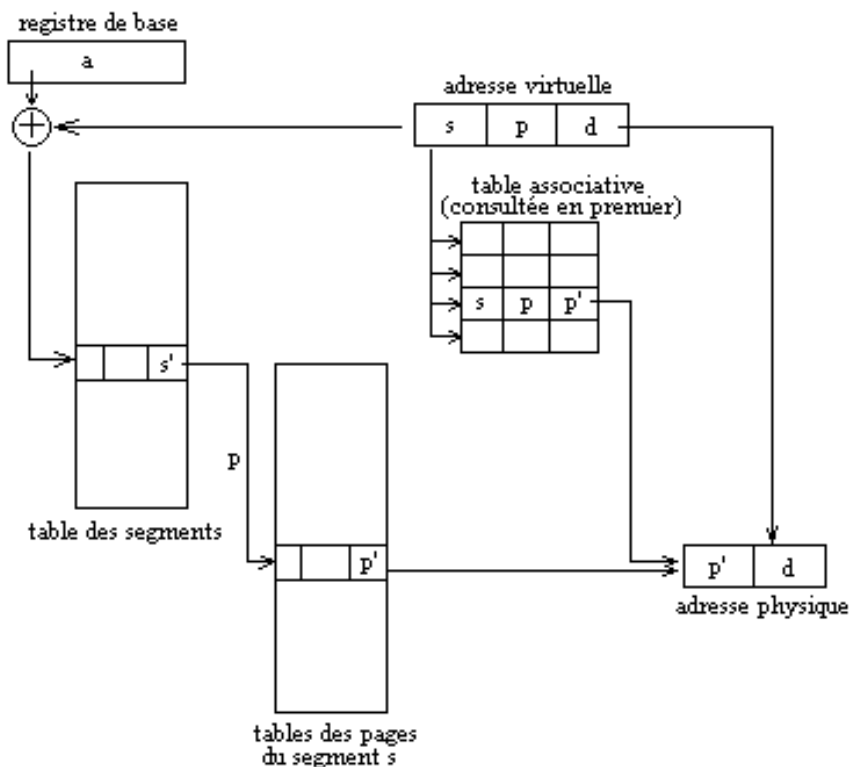 registre de base
a
adresse virtuelle
s p d
table associative
(consultée en premier)
s p p'
s'
p
table des segments
p'
p' d
adresse physique
tables des pages
du segment s